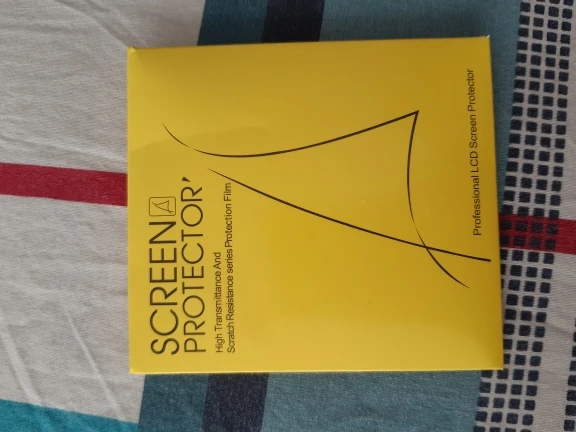 SCREEN
PROTECTOR'
High Transmittance And
Scratch Resistance series Protection Film
Professional LCD Screen Protector